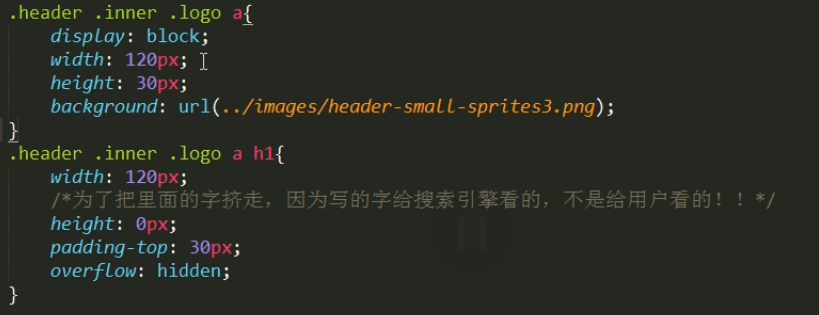 .header .inner .logo a{
display: block;
width: 120px;
height: 30px;
background: url(../images/header-small-sprites3.png);
}
.header .inner .logo a h1{
width: 120px;
/*为了把里面的字挤走，因为写的字给搜索引擎看的，不是给用户看的！！*/
height: 0px;
padding-top: 30px;
overflow: hidden;
}